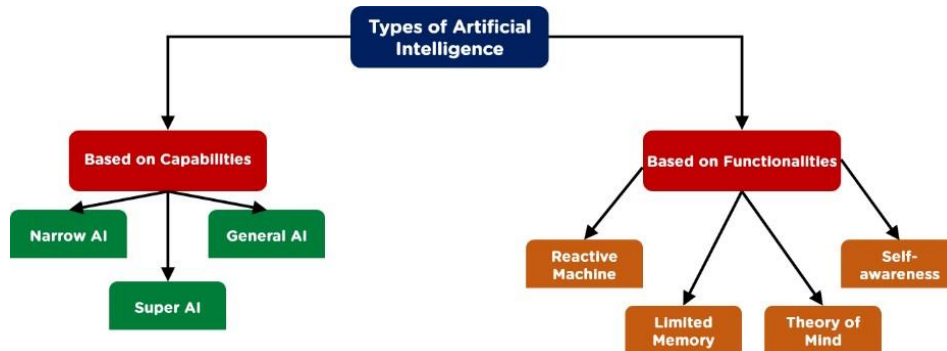 Types of Artificial
Intelligence
Based on Capabilities
Based on Functionalities
Narrow AI
General AI
Super AI
Reactive
Machine
Self-
awareness
Limited
Memory
Theory of
Mind